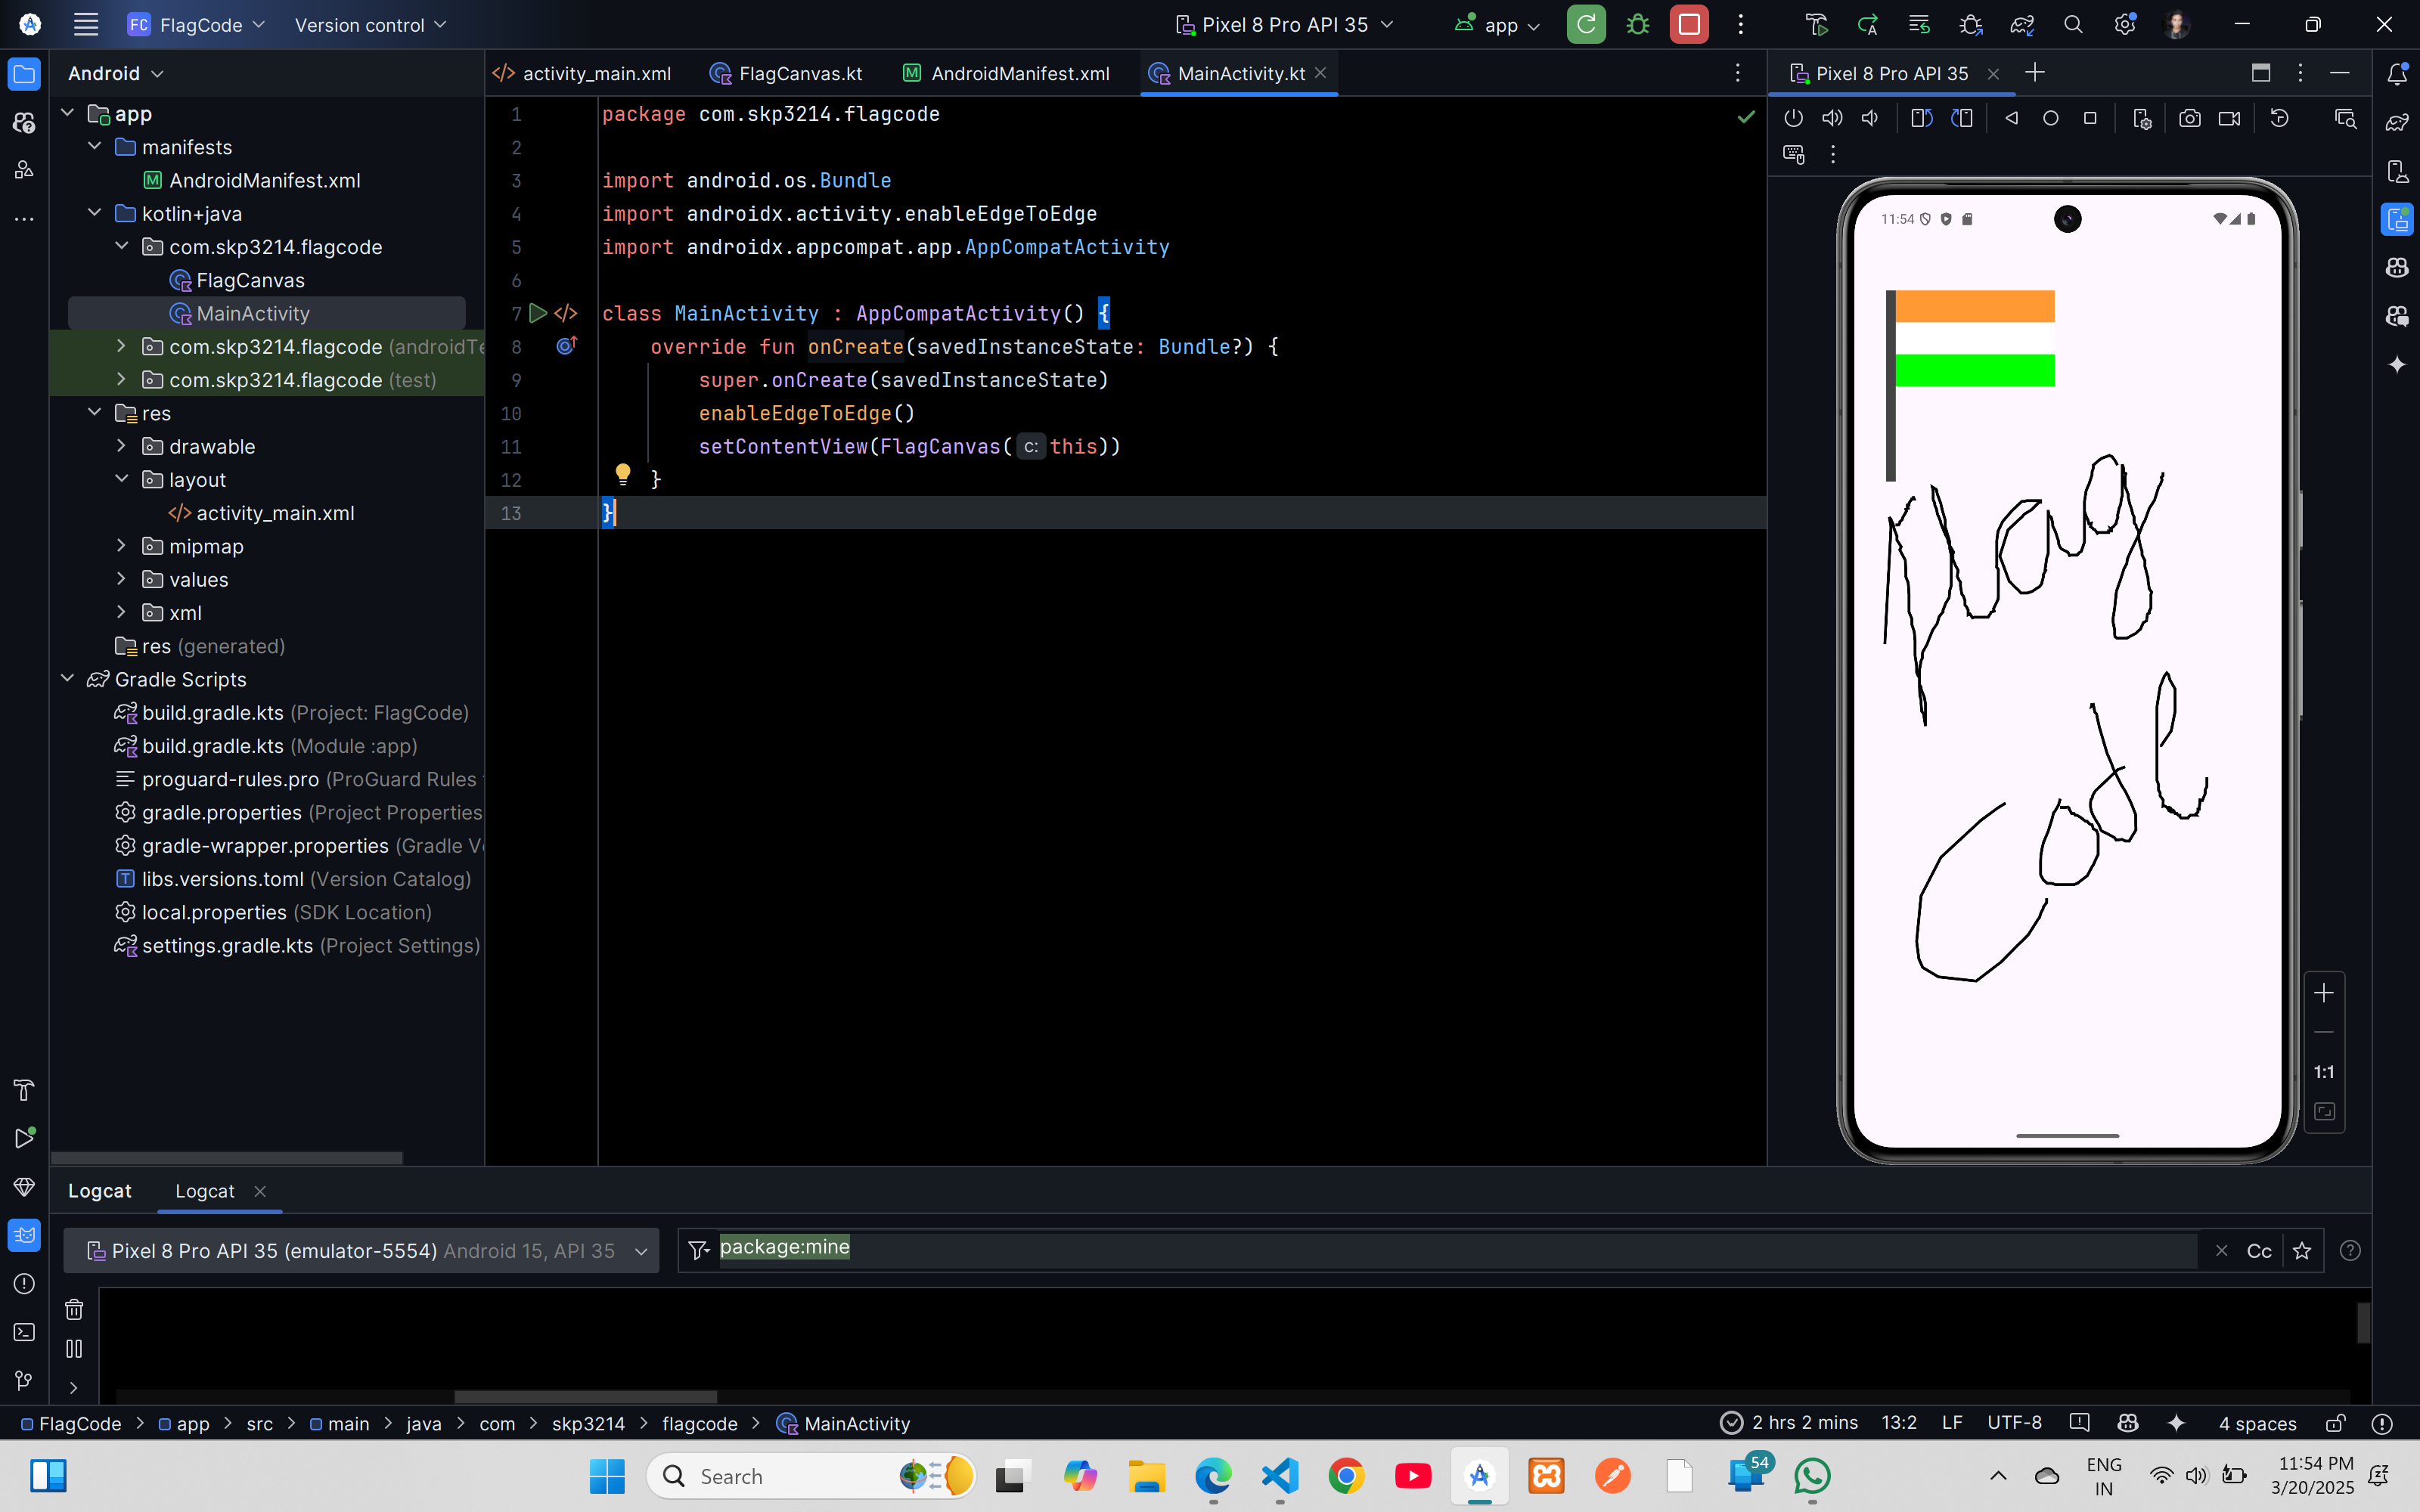 FC FlagCode Version control Pixel 8 Pro API 35 app
Android activity_main.xml FlagCanvas.kt AndroidManifest.xml MainActivity.kt Pixel 8 Pro API 35
app
manifests
AndroidManifest.xml
kotlin+java
com.skp3214.flagcode
FlagCanvas
MainActivity
com.skp3214.flagcode (androidTe
com.skp3214.flagcode (test)
res
drawable
layout
activity_main.xml
mipmap
values
xml
res (generated)
Gradle Scripts
build.gradle.kts (Project: FlagCode)
build.gradle.kts (Module :app)
proguard-rules.pro (ProGuard Rules
gradle.properties (Project Properties
gradle-wrapper.properties (Gradle Ve
libs.versions.toml (Version Catalog)
local.properties (SDK Location)
settings.gradle.kts (Project Settings)
1 package com.skp3214.flagcode
2
3 import android.os.Bundle
4 import androidx.activity.enableEdgeToEdge
5 import androidx.appcompat.app.AppCompatActivity
6
7 class MainActivity : AppCompatActivity() {
8 override fun onCreate(savedInstanceState: Bundle?) {
9 super.onCreate(savedInstanceState)
10 enableEdgeToEdge()
11 setContentView(FlagCanvas( c: this))
12 }
13 }
11:54
Code
1:1
Logcat Logcat
Pixel 8 Pro API 35 (emulator-5554) Android 15, API 35 package:mine Cc
FlagCode > app > src > main > java > com > skp3214 > flagcode > MainActivity 2 hrs 2 mins 13:2 LF UTF-8 4 spaces
Search 54 ENG 11:54 PM
IN 3/20/2025